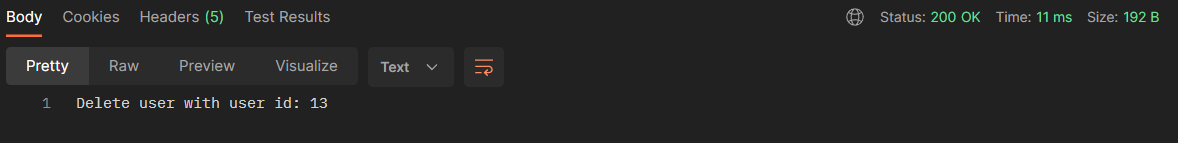 Body Cookies Headers (5) Test Results Status: 200 OK Time: 11 ms Size: 192 B
Pretty Raw Preview Visualize Text
1 Delete user with user id: 13